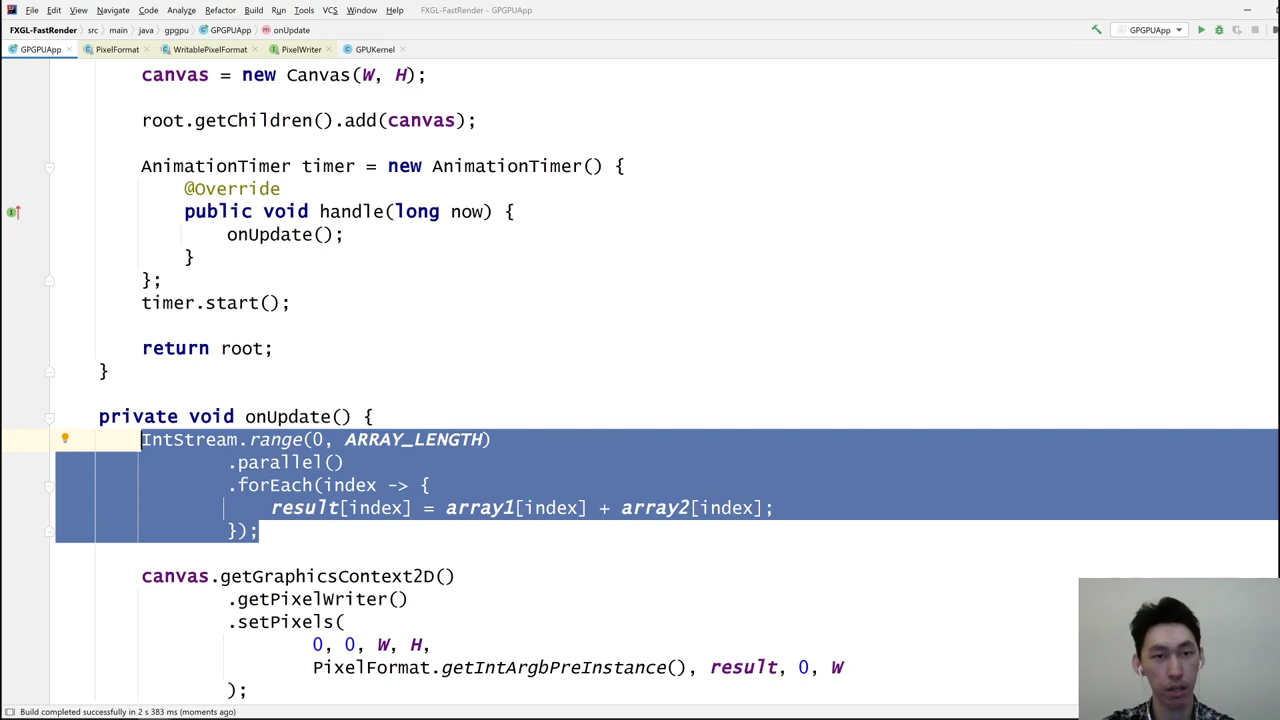 File Edit View Navigate Code Analyze Refactor Build Run Tools VCS Window Help FXGL-FastRender - GPGPUApp
FXGL-FastRender src main java gpgpu GPGPUApp onUpdate GPGPUApp
GPGPUApp PixelFormat WritablePixelFormat PixelWriter GPUKernel
canvas = new Canvas(W, H);
root.getChildren().add(canvas);
AnimationTimer timer = new AnimationTimer() {
@Override
public void handle(long now) {
onUpdate();
}
};
timer.start();
return root;
}
private void onUpdate() {
IntStream.range(0, ARRAY_LENGTH)
.parallel()
.forEach(index -> {
result[index] = array1[index] + array2[index];
});
canvas.getGraphicsContext2D()
.getPixelWriter()
.setPixels(
0, 0, W, H,
PixelFormat.getIntArgbPreInstance(), result, 0, W
);
Build completed successfully in 2 s 383 ms (moments ago)